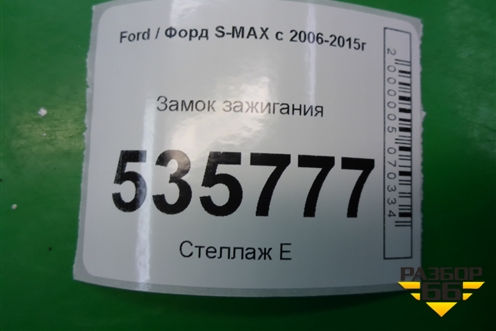 Ford / Форд S-MAX с 2006-2015г
Замок зажигания
535777
Стеллаж Е
2000005070334
РАЗБОР
66